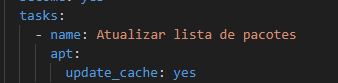 tasks:
- name: Atualizar lista de pacotes
apt:
update_cache: yes